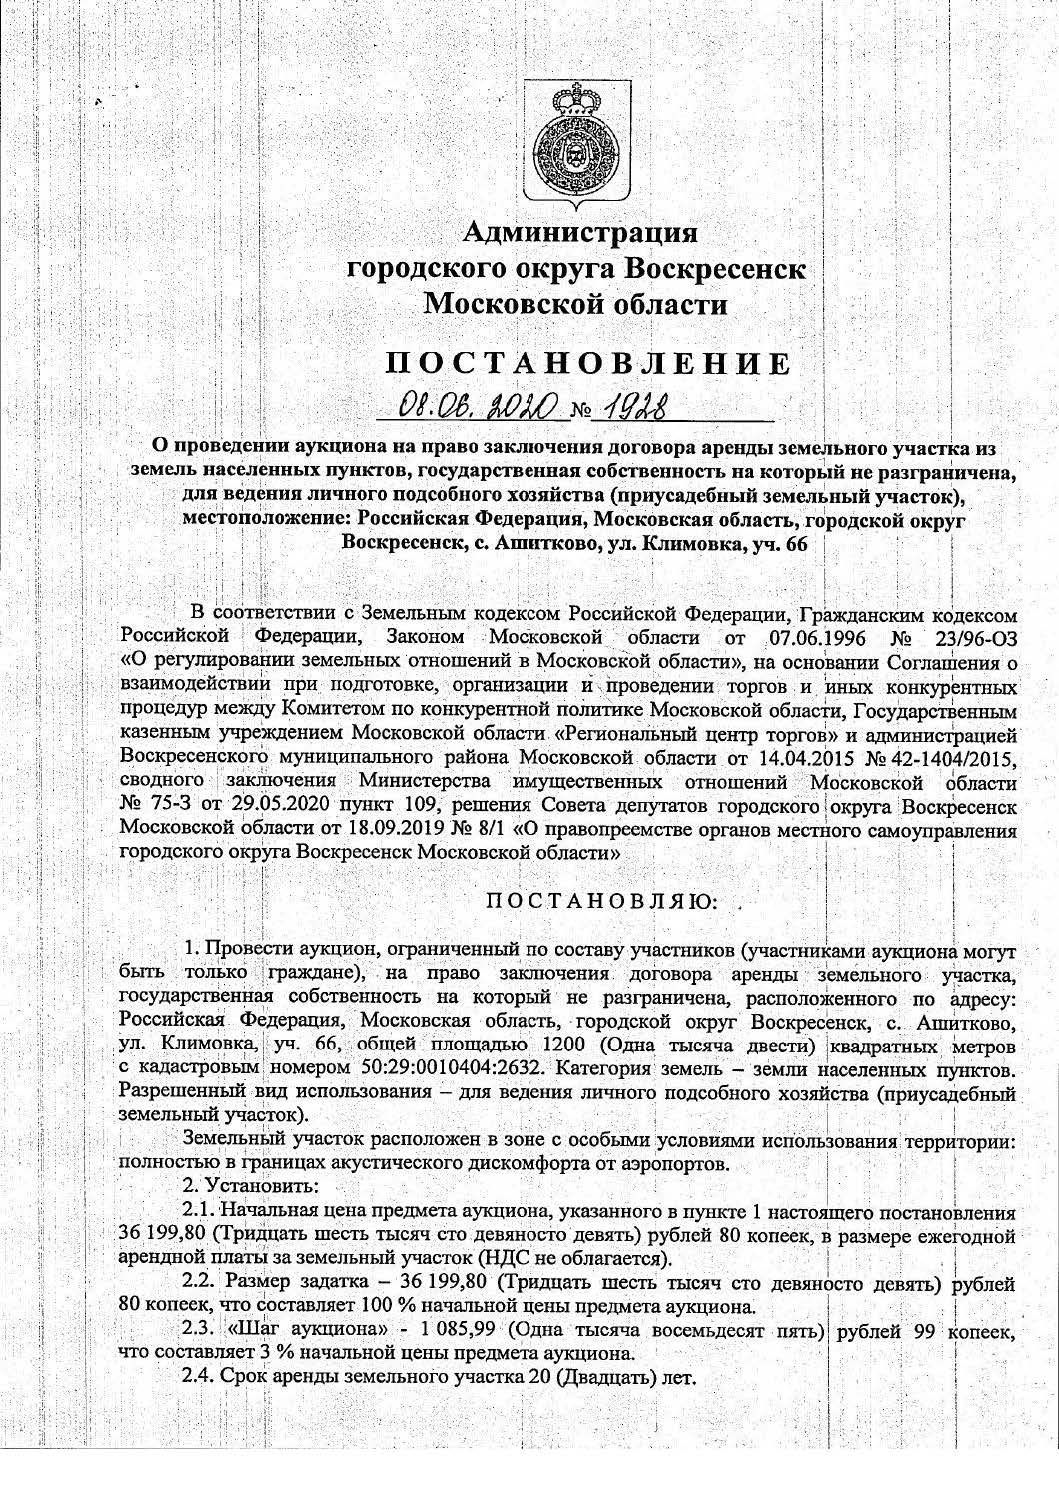 Администрация
городского округа Воскресенск
Московской области
ПОСТАНОВЛЕНИЕ
08.06.2020 № 1928
О проведении аукциона на право заключения договора аренды земельного участка из
земель населенных пунктов, государственная собственность на который не разграничена,
для ведения личного подсобного хозяйства (приусадебный земельный участок),
местоположение: Российская Федерация, Московская область, городской округ
Воскресенск, с. Ашитково, ул. Климовка, уч. 66
В соответствии с Земельным кодексом Российской Федерации, Гражданским кодексом
Российской Федерации, Законом Московской области от 07.06.1996 № 23/96-ОЗ
«О регулировании земельных отношений в Московской области», на основании Соглашения о
взаимодействии при подготовке, организации и проведении торгов и иных конкурентных
процедур между Комитетом по конкурентной политике Московской области, Государственным
казенным учреждением Московской области «Региональный центр торгов» и администрацией
Воскресенского муниципального района Московской области от 14.04.2015 № 42-1404/2015,
сводного заключения Министерства имущественных отношений Московской области
№ 75-З от 29.05.2020 пункт 109, решения Совета депутатов городского округа Воскресенск
Московской области от 18.09.2019 № 8/1 «О правопреемстве органов местного самоуправления
городского округа Воскресенск Московской области»
ПОСТАНОВЛЯЮ:
1. Провести аукцион, ограниченный по составу участников (участниками аукциона могут
быть только граждане), на право заключения договора аренды земельного участка,
государственная собственность на который не разграничена, расположенного по адресу:
Российская Федерация, Московская область, городской округ Воскресенск, с. Ашитково,
ул. Климовка, уч. 66, общей площадью 1200 (Одна тысяча двести) квадратных метров
с кадастровым номером 50:29:0010404:2632. Категория земель – земли населенных пунктов.
Разрешенный вид использования – для ведения личного подсобного хозяйства (приусадебный
земельный участок).
Земельный участок расположен в зоне с особыми условиями использования территории:
полностью в границах акустического дискомфорта от аэропортов.
2. Установить:
2.1. Начальная цена предмета аукциона, указанного в пункте 1 настоящего постановления
36 199,80 (Тридцать шесть тысяч сто девяносто девять) рублей 80 копеек, в размере ежегодной
арендной платы за земельный участок (НДС не облагается).
2.2. Размер задатка – 36 199,80 (Тридцать шесть тысяч сто девяносто девять) рублей
80 копеек, что составляет 100 % начальной цены предмета аукциона.
2.3. «Шаг аукциона» - 1 085,99 (Одна тысяча восемьдесят пять) рублей 99 копеек,
что составляет 3 % начальной цены предмета аукциона.
2.4. Срок аренды земельного участка 20 (Двадцать) лет.